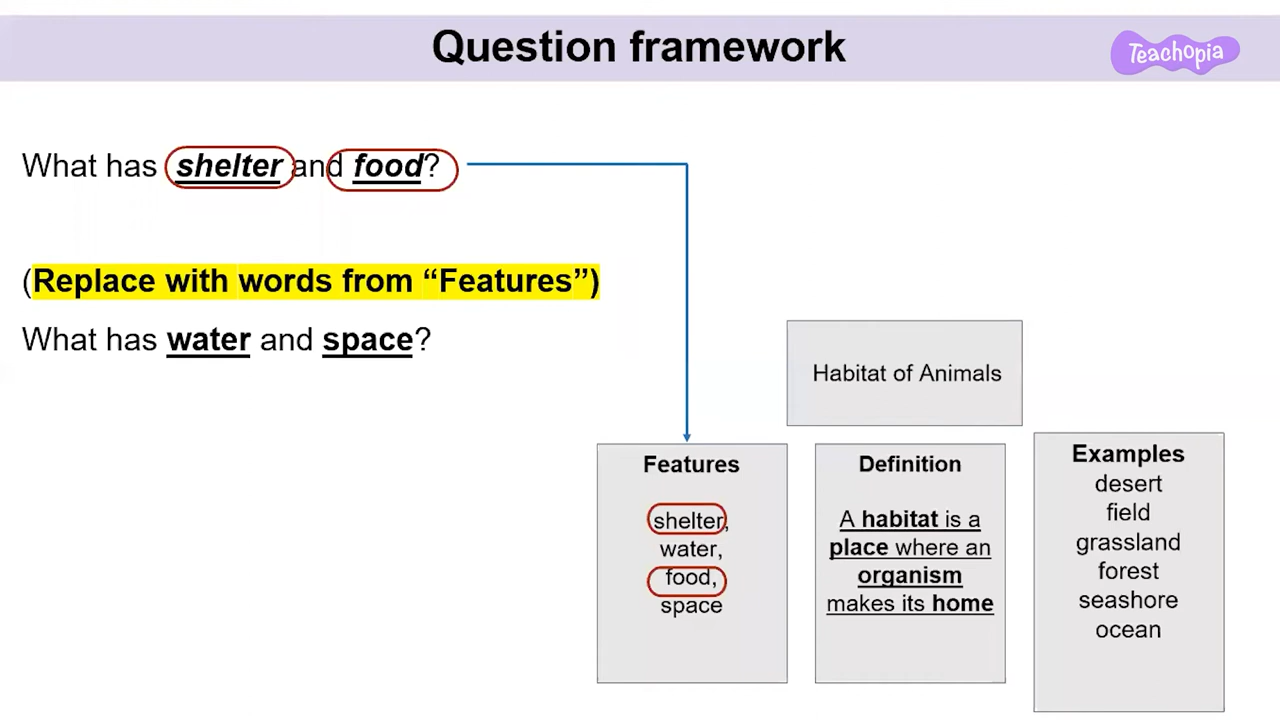 Question framework
Teachopia
What has shelter and food?
(Replace with words from “Features”)
What has water and space?
Habitat of Animals
Features
shelter,
water,
food,
space
Definition
A habitat is a
place where an
organism
makes its home
Examples
desert
field
grassland
forest
seashore
ocean